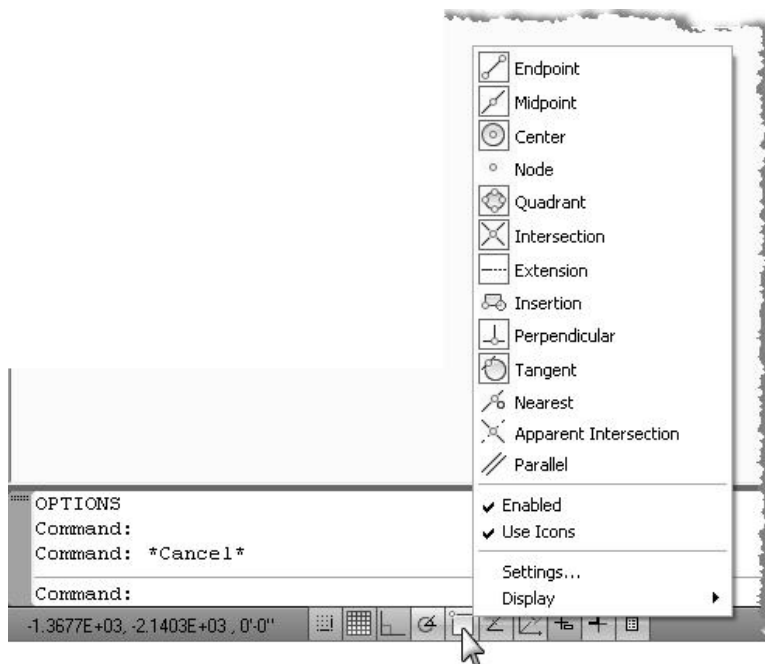 Endpoint
Midpoint
Center
Node
Quadrant
Intersection
Extension
Insertion
Perpendicular
Tangent
Nearest
Apparent Intersection
Parallel
Enabled
Use Icons
Settings...
Display
OPTIONS
Command:
Command: *Cancel*
Command:
-1.3677E+03, -2.1403E+03 , 0'-0"